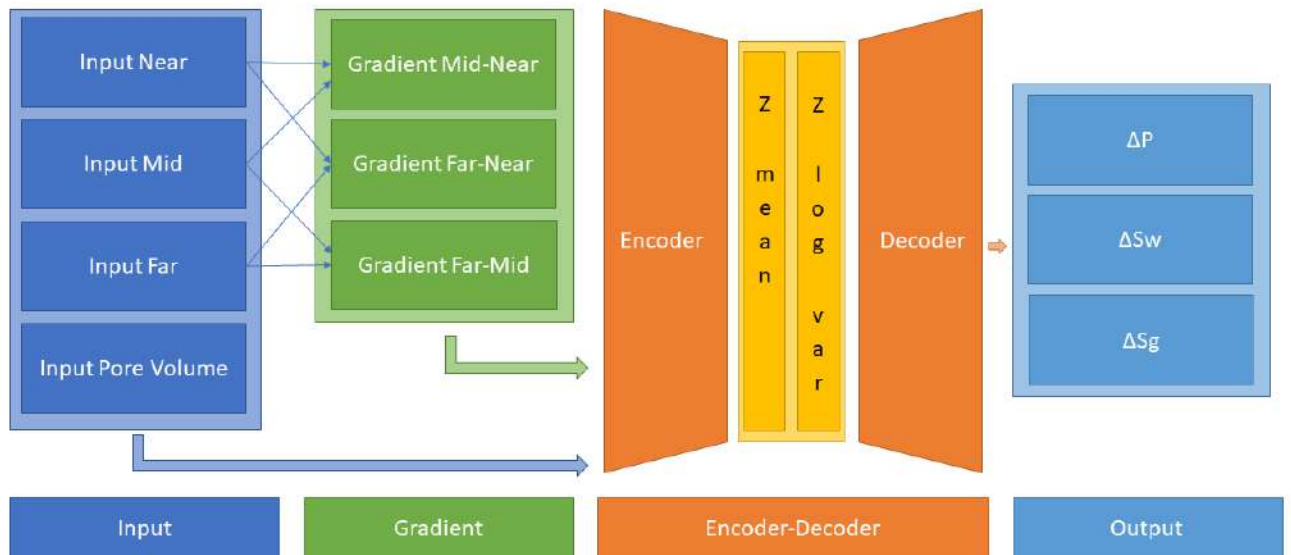 Input Near
Input Mid
Input Far
Input Pore Volume
Gradient Mid-Near
Gradient Far-Near
Gradient Far-Mid
Encoder
Z mean
Z log var
Decoder
ΔP
ΔSw
ΔSg
Input
Gradient
Encoder-Decoder
Output